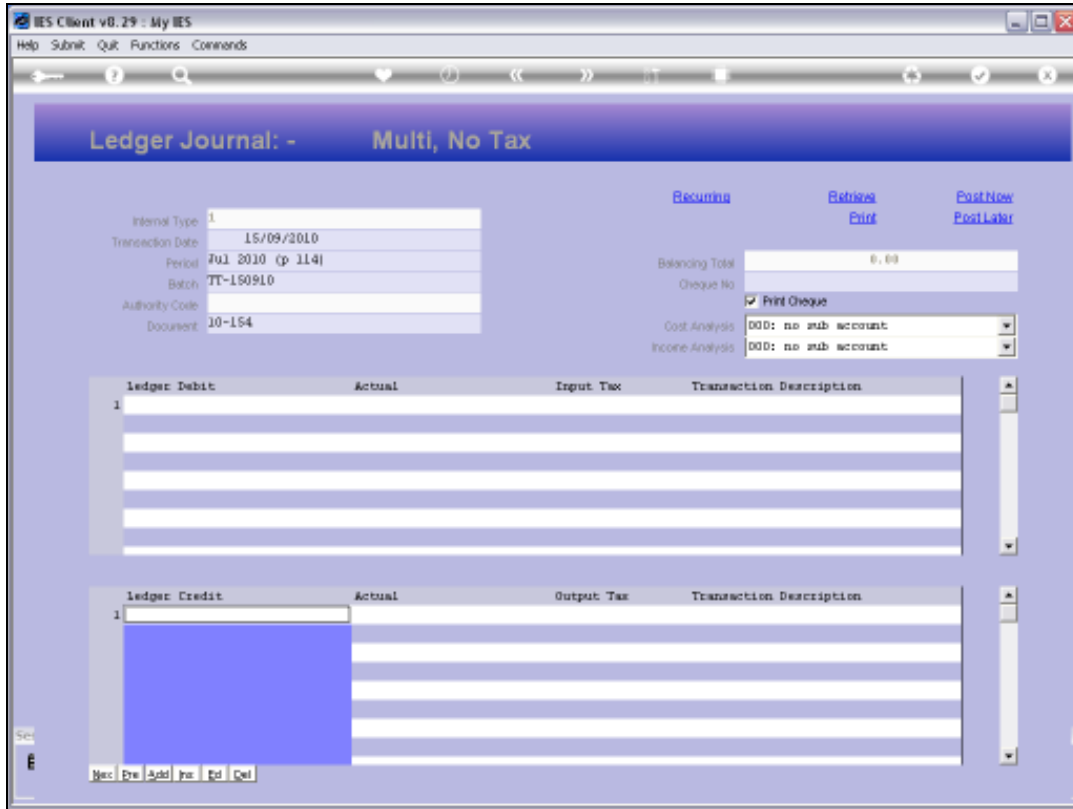 IES Client v8.29 : My IES
Help Submit Quit Functions Commands
Ledger Journal: - Multi, No Tax
Recurring Retrieve Post Now
Print Post Later
Internal Type 1
Transaction Date 15/09/2010
Period Jul 2010 (p 114)
Batch TT-150910
Authority Code
Document 10-154
Balancing Total 0.00
Cheque No
Print Cheque
Cost Analysis 000: no sub account
Income Analysis 000: no sub account
Ledger Debit Actual Input Tax Transaction Description
1
Ledger Credit Actual Output Tax Transaction Description
1
Nex Pre Add Ins Ed Del